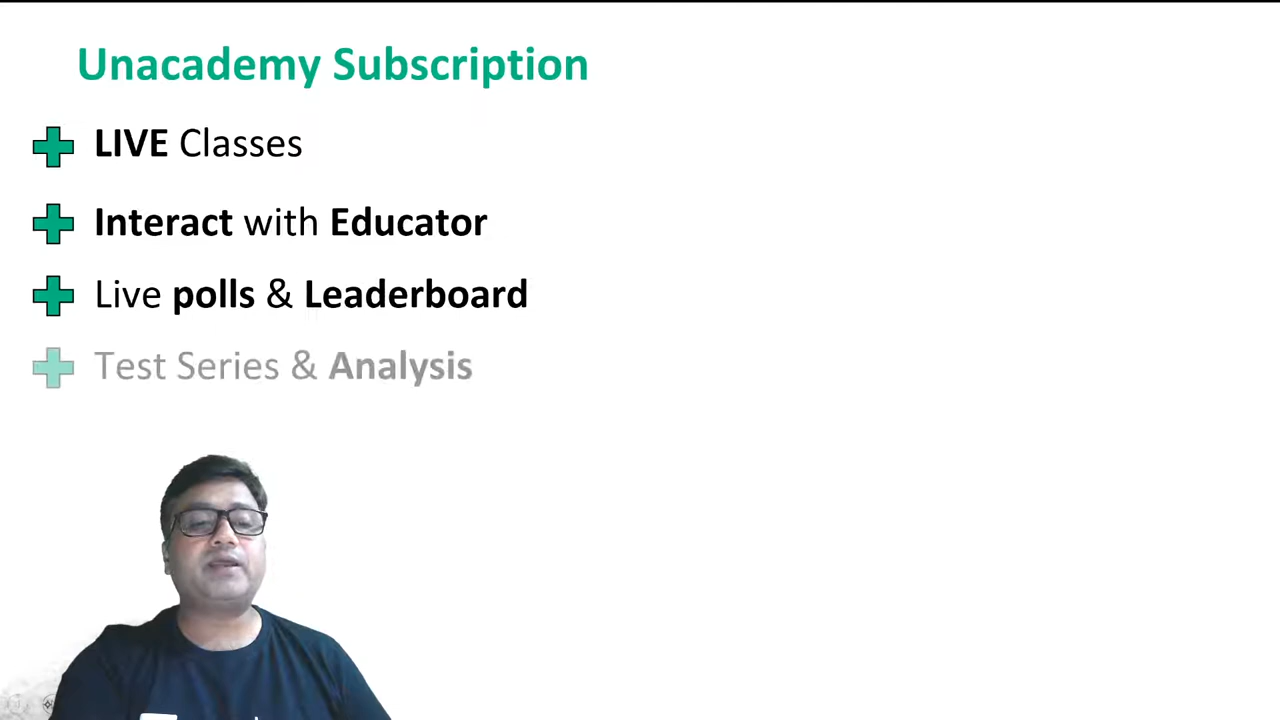 Unacademy Subscription
LIVE Classes
Interact with Educator
Live polls & Leaderboard
Test Series & Analysis